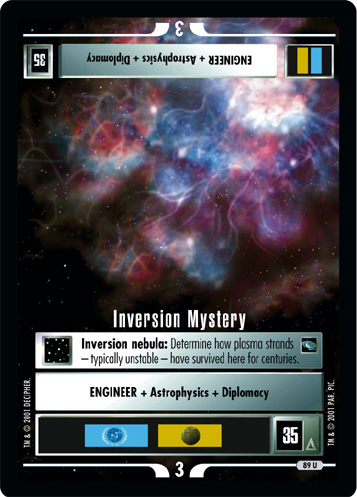 3
35
ENGINEER + Astrophysics + Diplomacy
Inversion Mystery
Inversion nebula: Determine how plasma strands
– typically unstable – have survived here for centuries.
ENGINEER + Astrophysics + Diplomacy
35
TM & © 2001 DECIPHER.
TM & © 2001 PAR. PIC.
89 U
3